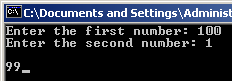 C:\Documents and Settings\Administ
Enter the first number: 100
Enter the second number: 1
99_